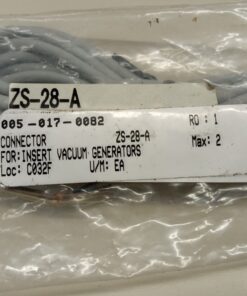 ZS-28-A
005-017-0082 RO: 1
CONNECTOR ZS-28-A Max: 2
FOR:INSERT VACUUM GENERATORS
Loc: C032F U/M: EA